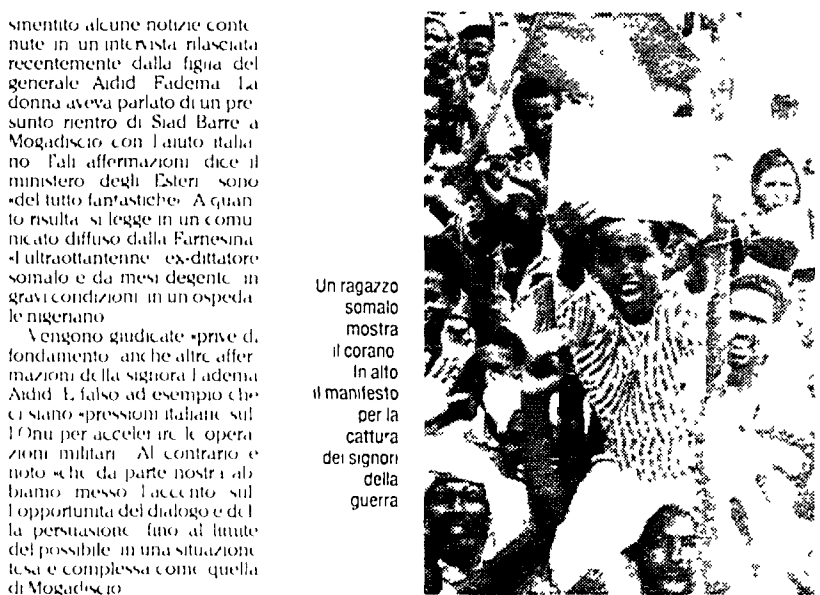 smentito alcune notizie conte
nute in un intervista rilasciata
recentemente dalla figlia del
generale Aidid Fadema La
donna aveva parlato di un pre
sunto rientro di Siad Barre a
Mogadiscio con l aiuto italia
no Tali affermazioni dice il
ministero degli Esteri sono
«del tutto fantastiche» A quan
to risulta si legge in un comu
nicato diffuso dalla Farnesina
«l ultraottantenne ex-dittatore
somalo e da mesi degente in
gravi condizioni in un ospeda
le nigeriano
Vengono giudicate «prive di
fondamento anche altre affer
mazioni della signora Fadema
Aidid E falso ad esempio che
ci siano «pressioni italiane sul
l Onu per accelerare le opera
zioni militari Al contrario e
noto «che da parte nostra ab
biamo messo l accento sul
l opportunita del dialogo e del
la persuasione fino al limite
del possibile in una situazione
tesa e complessa come quella
di Mogadiscio
Un ragazzo
somalo
mostra
il corano
In alto
il manifesto
per la
cattura
dei signori
della
guerra